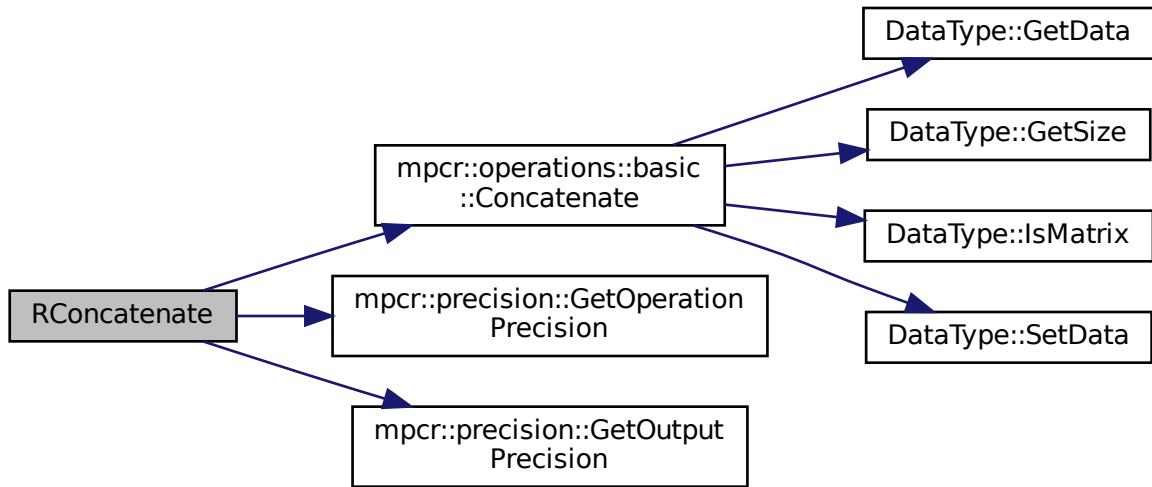 RConcatenate
mpcr::operations::basic
::Concatenate
mpcr::precision::GetOperation
Precision
mpcr::precision::GetOutput
Precision
DataType::GetData
DataType::GetSize
DataType::IsMatrix
DataType::SetData